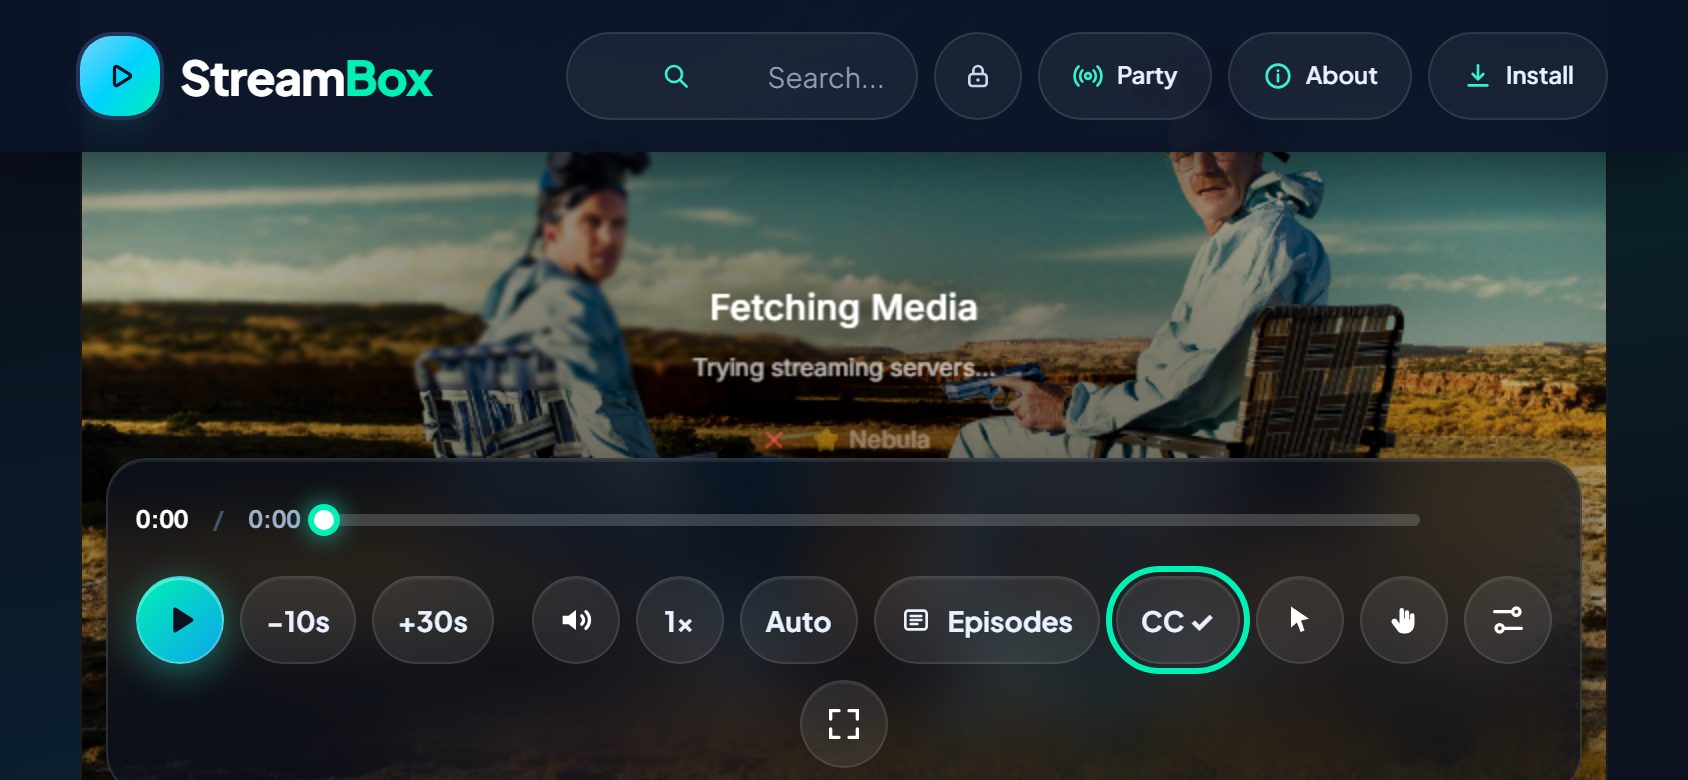 StreamBox
Search...
Party
About
Install
Fetching Media
Trying streaming servers...
Nebula
0:00 / 0:00
-10s
+30s
1×
Auto
Episodes
CC ✓